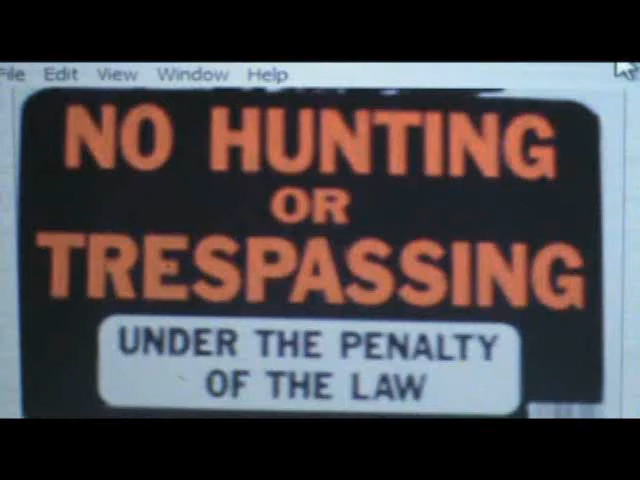 File Edit View Window Help
NO HUNTING
OR
TRESPASSING
UNDER THE PENALTY
OF THE LAW